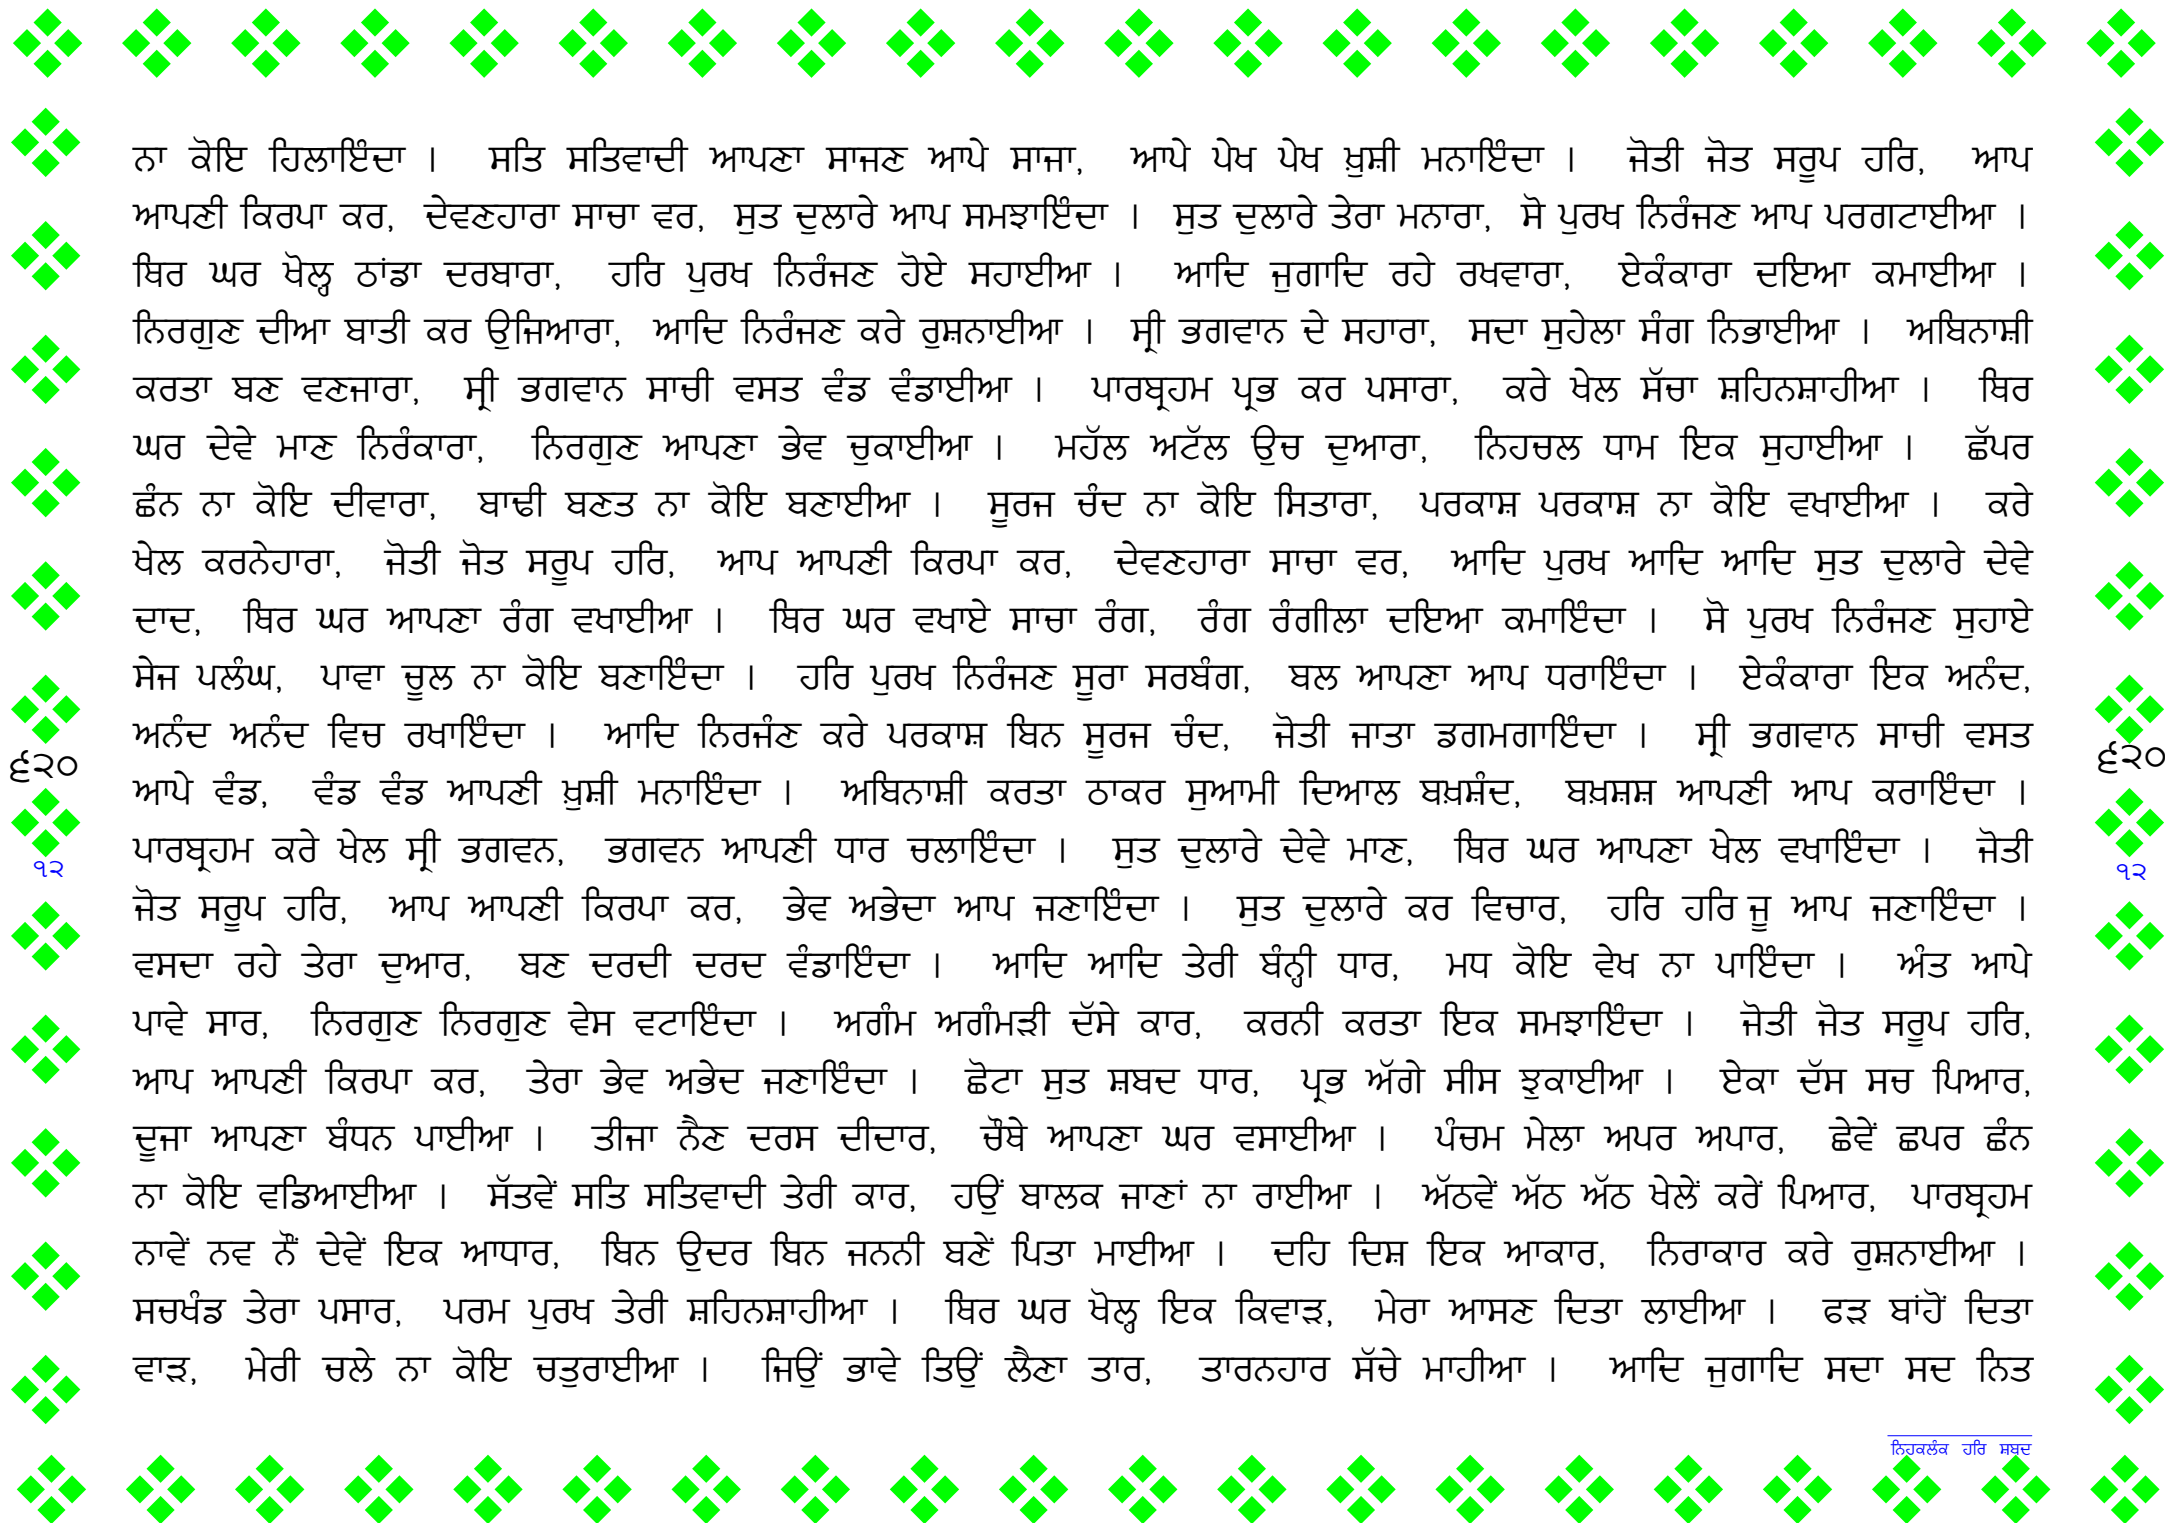 ਨਾ ਕੋਇ ਹਿਲਾਇੰਦਾ । ਸਤਿ ਸਤਿਵਾਦੀ ਆਪਣਾ ਸਾਜਣ ਆਪੇ ਸਾਜਾ, ਆਪੇ ਪੇਖ ਪੇਖ ਖ਼ੁਸ਼ੀ ਮਨਾਇੰਦਾ । ਜੋਤੀ ਜੋਤ ਸਰੂਪ ਹਰਿ, ਆਪ
ਆਪਣੀ ਕਿਰਪਾ ਕਰ, ਦੇਵਣਹਾਰਾ ਸਾਚਾ ਵਰ, ਸੁਤ ਦੁਲਾਰੇ ਆਪ ਸਮਝਾਇੰਦਾ । ਸੁਤ ਦੁਲਾਰੇ ਤੇਰਾ ਮਨਾਰਾ, ਸੋ ਪੁਰਖ ਨਿਰੰਜਣ ਆਪ ਪਰਗਟਾਈਆ ।
ਥਿਰ ਘਰ ਖੋਲ੍ਹ ਠਾਂਡਾ ਦਰਬਾਰਾ, ਹਰਿ ਪੁਰਖ ਨਿਰੰਜਣ ਹੋਏ ਸਹਾਈਆ । ਆਦਿ ਜੁਗਾਦਿ ਰਹੇ ਰਖਵਾਰਾ, ਏਕੰਕਾਰਾ ਦਇਆ ਕਮਾਈਆ ।
ਨਿਰਗੁਣ ਦੀਆ ਬਾਤੀ ਕਰ ਉਜਿਆਰਾ, ਆਦਿ ਨਿਰੰਜਣ ਕਰੇ ਰੁਸ਼ਨਾਈਆ । ਸ੍ਰੀ ਭਗਵਾਨ ਦੇ ਸਹਾਰਾ, ਸਦਾ ਸੁਹੇਲਾ ਸੰਗ ਨਿਭਾਈਆ । ਅਬਿਨਾਸ਼ੀ
ਕਰਤਾ ਬਣ ਵਣਜਾਰਾ, ਸ੍ਰੀ ਭਗਵਾਨ ਸਾਚੀ ਵਸਤ ਵੰਡ ਵੰਡਾਈਆ । ਪਾਰਬ੍ਰਹਮ ਪ੍ਰਭ ਕਰ ਪਸਾਰਾ, ਕਰੇ ਖੇਲ ਸੱਚਾ ਸ਼ਹਿਨਸ਼ਾਹੀਆ । ਥਿਰ
ਘਰ ਦੇਵੇ ਮਾਣ ਨਿਰੰਕਾਰਾ, ਨਿਰਗੁਣ ਆਪਣਾ ਭੇਵ ਚੁਕਾਈਆ । ਮਹੱਲ ਅਟੱਲ ਉਚ ਦੁਆਰਾ, ਨਿਹਚਲ ਧਾਮ ਇਕ ਸੁਹਾਈਆ । ਛੱਪਰ
ਛੰਨ ਨਾ ਕੋਇ ਦੀਵਾਰਾ, ਬਾਢੀ ਬਣਤ ਨਾ ਕੋਇ ਬਣਾਈਆ । ਸੂਰਜ ਚੰਦ ਨਾ ਕੋਇ ਸਿਤਾਰਾ, ਪਰਕਾਸ਼ ਪਰਕਾਸ਼ ਨਾ ਕੋਇ ਵਖਾਈਆ । ਕਰੇ
ਖੇਲ ਕਰਨੇਹਾਰਾ, ਜੋਤੀ ਜੋਤ ਸਰੂਪ ਹਰਿ, ਆਪ ਆਪਣੀ ਕਿਰਪਾ ਕਰ, ਦੇਵਣਹਾਰਾ ਸਾਚਾ ਵਰ, ਆਦਿ ਪੁਰਖ ਆਦਿ ਆਦਿ ਸੁਤ ਦੁਲਾਰੇ ਦੇਵੇ
ਦਾਦ, ਥਿਰ ਘਰ ਆਪਣਾ ਰੰਗ ਵਖਾਈਆ । ਥਿਰ ਘਰ ਵਖਾਏ ਸਾਚਾ ਰੰਗ, ਰੰਗ ਰੰਗੀਲਾ ਦਇਆ ਕਮਾਇੰਦਾ । ਸੋ ਪੁਰਖ ਨਿਰੰਜਣ ਸੁਹਾਏ
ਸੇਜ ਪਲੰਘ, ਪਾਵਾ ਚੂਲ ਨਾ ਕੋਇ ਬਣਾਇੰਦਾ । ਹਰਿ ਪੁਰਖ ਨਿਰੰਜਣ ਸੂਰਾ ਸਰਬੰਗ, ਬਲ ਆਪਣਾ ਆਪ ਧਰਾਇੰਦਾ । ਏਕੰਕਾਰਾ ਇਕ ਅਨੰਦ,
ਅਨੰਦ ਅਨੰਦ ਵਿਚ ਰਖਾਇੰਦਾ । ਆਦਿ ਨਿਰਜੰਣ ਕਰੇ ਪਰਕਾਸ਼ ਬਿਨ ਸੂਰਜ ਚੰਦ, ਜੋਤੀ ਜਾਤਾ ਡਗਮਗਾਇੰਦਾ । ਸ੍ਰੀ ਭਗਵਾਨ ਸਾਚੀ ਵਸਤ
੬੨੦ ੬੨੦
ਆਪੇ ਵੰਡ, ਵੰਡ ਵੰਡ ਆਪਣੀ ਖ਼ੁਸ਼ੀ ਮਨਾਇੰਦਾ । ਅਬਿਨਾਸ਼ੀ ਕਰਤਾ ਠਾਕਰ ਸੁਆਮੀ ਦਿਆਲ ਬਖ਼ਸ਼ੰਦ, ਬਖ਼ਸ਼ਸ਼ ਆਪਣੀ ਆਪ ਕਰਾਇੰਦਾ ।
ਪਾਰਬ੍ਰਹਮ ਕਰੇ ਖੇਲ ਸ੍ਰੀ ਭਗਵਨ, ਭਗਵਨ ਆਪਣੀ ਧਾਰ ਚਲਾਇੰਦਾ । ਸੁਤ ਦੁਲਾਰੇ ਦੇਵੇ ਮਾਣ, ਥਿਰ ਘਰ ਆਪਣਾ ਖੇਲ ਵਖਾਇੰਦਾ । ਜੋਤੀ
੧੨ ੧੨
ਜੋਤ ਸਰੂਪ ਹਰਿ, ਆਪ ਆਪਣੀ ਕਿਰਪਾ ਕਰ, ਭੇਵ ਅਭੇਦਾ ਆਪ ਜਣਾਇੰਦਾ । ਸੁਤ ਦੁਲਾਰੇ ਕਰ ਵਿਚਾਰ, ਹਰਿ ਹਰਿ ਜੂ ਆਪ ਜਣਾਇੰਦਾ ।
ਵਸਦਾ ਰਹੇ ਤੇਰਾ ਦੁਆਰ, ਬਣ ਦਰਦੀ ਦਰਦ ਵੰਡਾਇੰਦਾ । ਆਦਿ ਆਦਿ ਤੇਰੀ ਬੰਨ੍ਹੀ ਧਾਰ, ਮਧ ਕੋਇ ਵੇਖ ਨਾ ਪਾਇੰਦਾ । ਅੰਤ ਆਪੇ
ਪਾਵੇ ਸਾਰ, ਨਿਰਗੁਣ ਨਿਰਗੁਣ ਵੇਸ ਵਟਾਇੰਦਾ । ਅਗੰਮ ਅਗੰਮੜੀ ਦੱਸੇ ਕਾਰ, ਕਰਨੀ ਕਰਤਾ ਇਕ ਸਮਝਾਇੰਦਾ । ਜੋਤੀ ਜੋਤ ਸਰੂਪ ਹਰਿ,
ਆਪ ਆਪਣੀ ਕਿਰਪਾ ਕਰ, ਤੇਰਾ ਭੇਵ ਅਭੇਦ ਜਣਾਇੰਦਾ । ਛੋਟਾ ਸੁਤ ਸ਼ਬਦ ਧਾਰ, ਪ੍ਰਭ ਅੱਗੇ ਸੀਸ ਝੁਕਾਈਆ । ਏਕਾ ਦੱਸ ਸਚ ਪਿਆਰ,
ਦੂਜਾ ਆਪਣਾ ਬੰਧਨ ਪਾਈਆ । ਤੀਜਾ ਨੈਣ ਦਰਸ ਦੀਦਾਰ, ਚੌਥੇ ਆਪਣਾ ਘਰ ਵਸਾਈਆ । ਪੰਚਮ ਮੇਲਾ ਅਪਰ ਅਪਾਰ, ਛੇਵੇਂ ਛਪਰ ਛੰਨ
ਨਾ ਕੋਇ ਵਡਿਆਈਆ । ਸੱਤਵੇਂ ਸਤਿ ਸਤਿਵਾਦੀ ਤੇਰੀ ਕਾਰ, ਹਉਂ ਬਾਲਕ ਜਾਣਾਂ ਨਾ ਰਾਈਆ । ਅੱਠਵੇਂ ਅੱਠ ਅੱਠ ਖੇਲੇਂ ਕਰੇਂ ਪਿਆਰ, ਪਾਰਬ੍ਰਹਮ
ਨਾਵੇਂ ਨਵ ਨੌਂ ਦੇਵੇਂ ਇਕ ਆਧਾਰ, ਬਿਨ ਉਦਰ ਬਿਨ ਜਨਨੀ ਬਣੇਂ ਪਿਤਾ ਮਾਈਆ । ਦਹਿ ਦਿਸ਼ ਇਕ ਆਕਾਰ, ਨਿਰਾਕਾਰ ਕਰੇ ਰੁਸ਼ਨਾਈਆ ।
ਸਚਖੰਡ ਤੇਰਾ ਪਸਾਰ, ਪਰਮ ਪੁਰਖ ਤੇਰੀ ਸ਼ਹਿਨਸ਼ਾਹੀਆ । ਥਿਰ ਘਰ ਖੋਲ੍ਹ ਇਕ ਕਿਵਾੜ, ਮੇਰਾ ਆਸਣ ਦਿਤਾ ਲਾਈਆ । ਫੜ ਬਾਂਹੋਂ ਦਿਤਾ
ਵਾੜ, ਮੇਰੀ ਚਲੇ ਨਾ ਕੋਇ ਚਤੁਰਾਈਆ । ਜਿਉਂ ਭਾਵੇ ਤਿਉਂ ਲੈਣਾ ਤਾਰ, ਤਾਰਨਹਾਰ ਸੱਚੇ ਮਾਹੀਆ । ਆਦਿ ਜੁਗਾਦਿ ਸਦਾ ਸਦ ਨਿਤ
ਨਿਹਕਲੰਕ ਹਰਿ ਸ਼ਬਦ